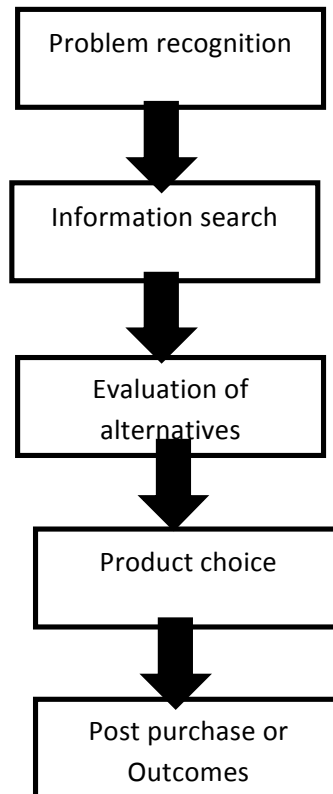 Problem recognition
Information search
Evaluation of
alternatives
Product choice
Post purchase or
Outcomes